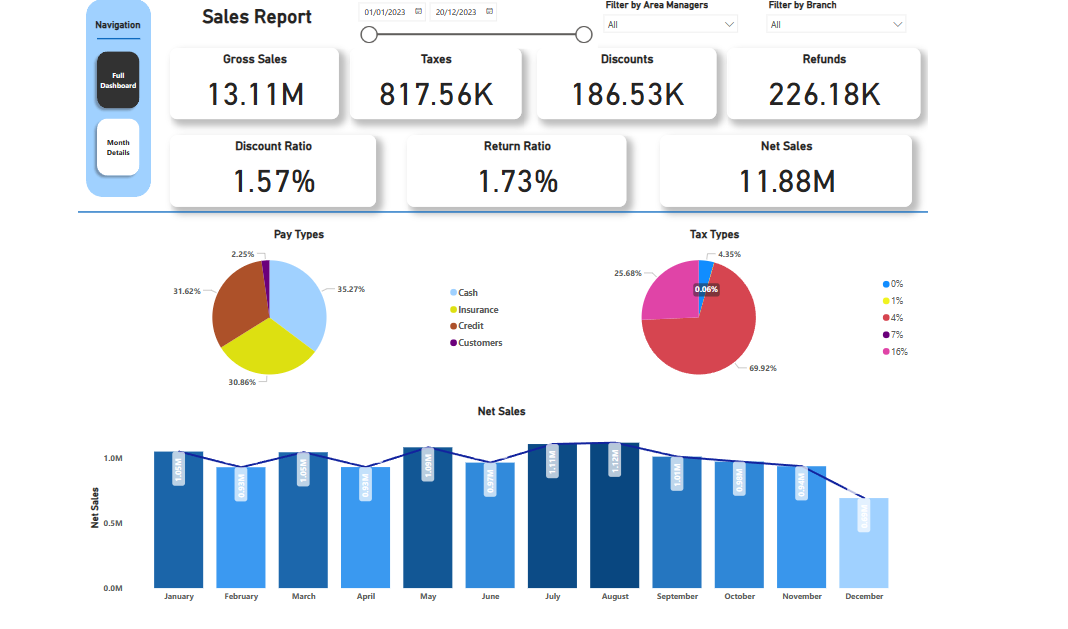 Navigation
Full
Dashboard
Month
Details
Sales Report
01/01/2023
20/12/2023
Filter by Area Managers
All
Filter by Branch
All
Gross Sales
13.11M
Taxes
817.56K
Discounts
186.53K
Refunds
226.18K
Discount Ratio
1.57%
Return Ratio
1.73%
Net Sales
11.88M
Pay Types
2.25%
35.27%
31.62%
30.86%
Cash
Insurance
Credit
Customers
Tax Types
4.35%
25.68%
0.06%
69.92%
0%
1%
4%
7%
16%
Net Sales
Net Sales
1.0M
0.5M
0.0M
1.05M
0.93M
1.05M
0.93M
1.09M
0.97M
1.11M
1.12M
1.01M
0.98M
0.94M
January
February
March
April
May
June
July
August
September
October
November
December